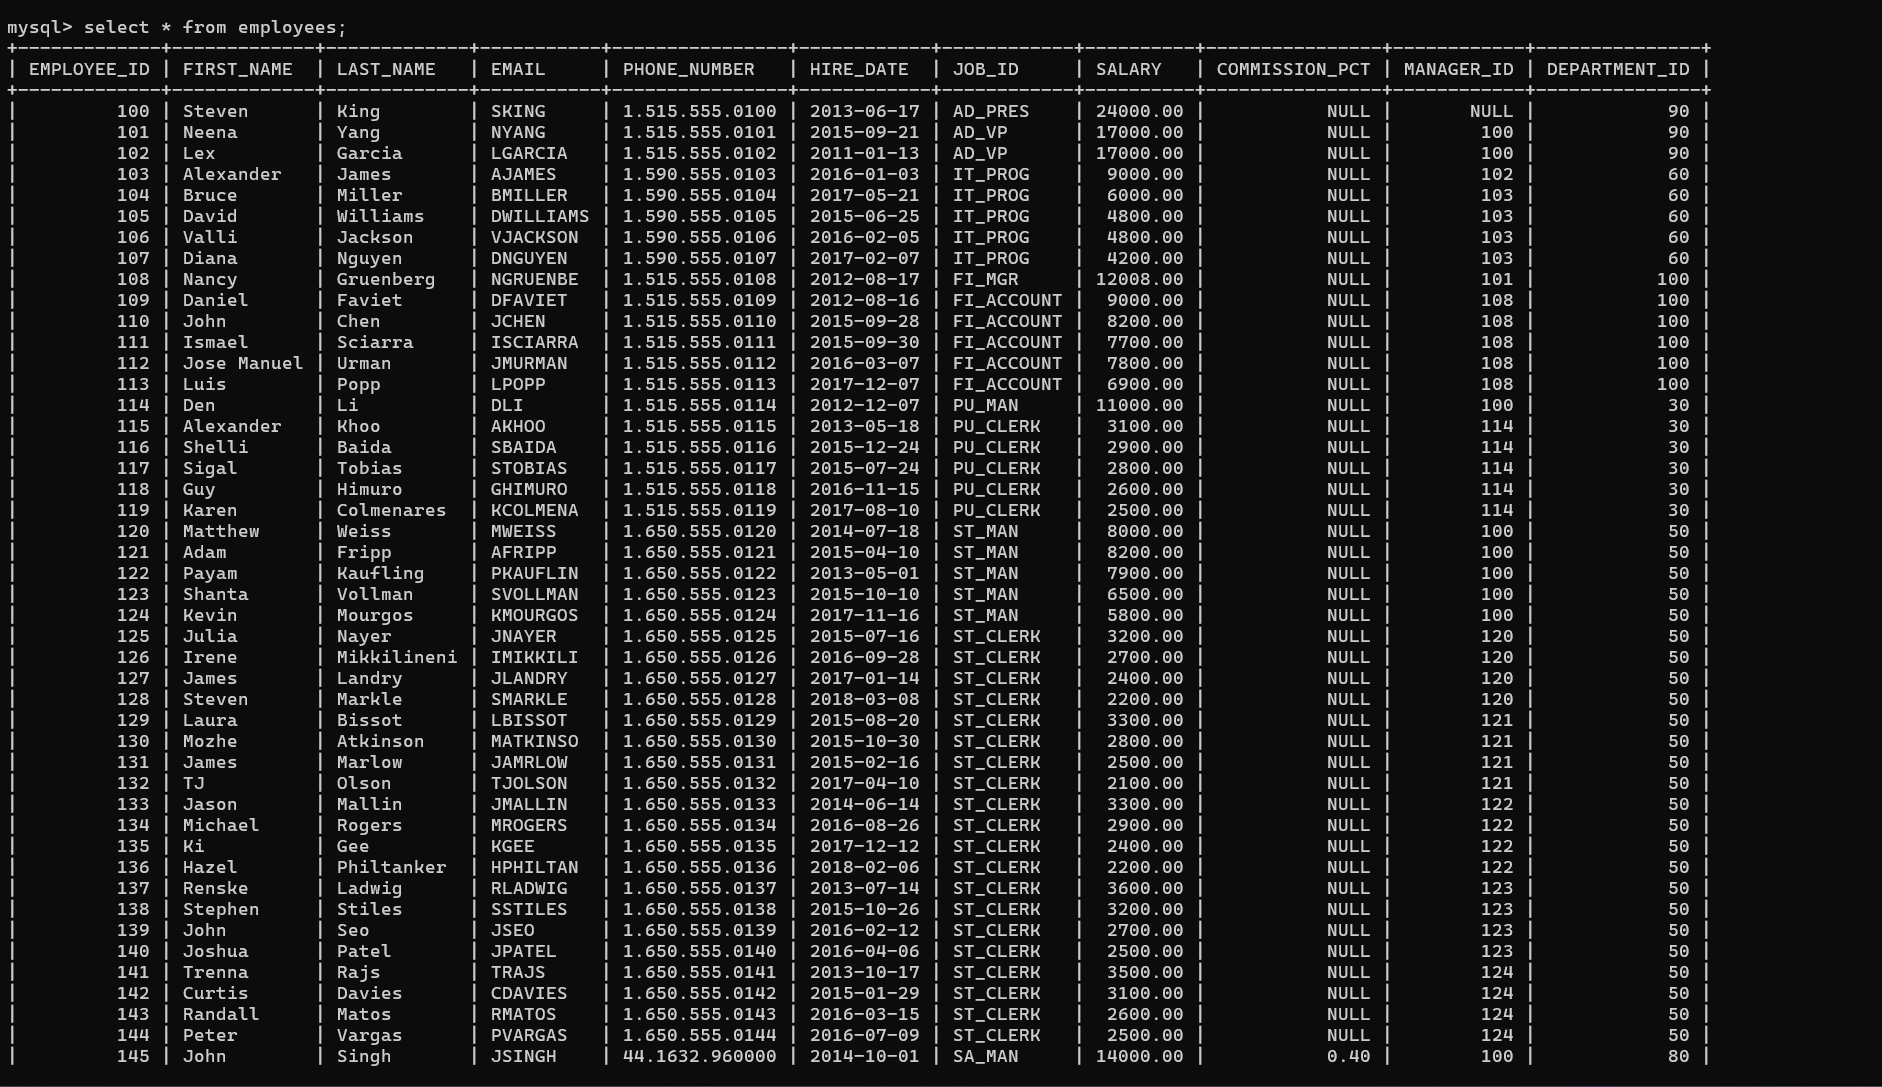 mysql> select * from employees;
+-------------+-------------+-------------+-----------+----------------+------------+------------+----------+----------------+------------+---------------+
| EMPLOYEE_ID | FIRST_NAME  | LAST_NAME   | EMAIL     | PHONE_NUMBER   | HIRE_DATE  | JOB_ID     | SALARY   | COMMISSION_PCT | MANAGER_ID | DEPARTMENT_ID |
+-------------+-------------+-------------+-----------+----------------+------------+------------+----------+----------------+------------+---------------+
|         100 | Steven      | King        | SKING     | 1.515.555.0100 | 2013-06-17 | AD_PRES    | 24000.00 |           NULL |       NULL |            90 |
|         101 | Neena       | Yang        | NYANG     | 1.515.555.0101 | 2015-09-21 | AD_VP      | 17000.00 |           NULL |        100 |            90 |
|         102 | Lex         | Garcia      | LGARCIA   | 1.515.555.0102 | 2011-01-13 | AD_VP      | 17000.00 |           NULL |        100 |            90 |
|         103 | Alexander   | James       | AJAMES    | 1.590.555.0103 | 2016-01-03 | IT_PROG    |  9000.00 |           NULL |        102 |            60 |
|         104 | Bruce       | Miller      | BMILLER   | 1.590.555.0104 | 2017-05-21 | IT_PROG    |  6000.00 |           NULL |        103 |            60 |
|         105 | David       | Williams    | DWILLIAMS | 1.590.555.0105 | 2015-06-25 | IT_PROG    |  4800.00 |           NULL |        103 |            60 |
|         106 | Valli       | Jackson     | VJACKSON  | 1.590.555.0106 | 2016-02-05 | IT_PROG    |  4800.00 |           NULL |        103 |            60 |
|         107 | Diana       | Nguyen      | DNGUYEN   | 1.590.555.0107 | 2017-02-07 | IT_PROG    |  4200.00 |           NULL |        103 |            60 |
|         108 | Nancy       | Gruenberg   | NGRUENBE  | 1.515.555.0108 | 2012-08-17 | FI_MGR     | 12008.00 |           NULL |        101 |           100 |
|         109 | Daniel      | Faviet      | DFAVIET   | 1.515.555.0109 | 2012-08-16 | FI_ACCOUNT |  9000.00 |           NULL |        108 |           100 |
|         110 | John        | Chen        | JCHEN     | 1.515.555.0110 | 2015-09-28 | FI_ACCOUNT |  8200.00 |           NULL |        108 |           100 |
|         111 | Ismael      | Sciarra     | ISCIARRA  | 1.515.555.0111 | 2015-09-30 | FI_ACCOUNT |  7700.00 |           NULL |        108 |           100 |
|         112 | Jose Manuel | Urman       | JMURMAN   | 1.515.555.0112 | 2016-03-07 | FI_ACCOUNT |  7800.00 |           NULL |        108 |           100 |
|         113 | Luis        | Popp        | LPOPP     | 1.515.555.0113 | 2017-12-07 | FI_ACCOUNT |  6900.00 |           NULL |        108 |           100 |
|         114 | Den         | Li          | DLI       | 1.515.555.0114 | 2012-12-07 | PU_MAN     | 11000.00 |           NULL |        100 |            30 |
|         115 | Alexander   | Khoo        | AKHOO     | 1.515.555.0115 | 2013-05-18 | PU_CLERK   |  3100.00 |           NULL |        114 |            30 |
|         116 | Shelli      | Baida       | SBAIDA    | 1.515.555.0116 | 2015-12-24 | PU_CLERK   |  2900.00 |           NULL |        114 |            30 |
|         117 | Sigal       | Tobias      | STOBIAS   | 1.515.555.0117 | 2015-07-24 | PU_CLERK   |  2800.00 |           NULL |        114 |            30 |
|         118 | Guy         | Himuro      | GHIMURO   | 1.515.555.0118 | 2016-11-15 | PU_CLERK   |  2600.00 |           NULL |        114 |            30 |
|         119 | Karen       | Colmenares  | KCOLMENA  | 1.515.555.0119 | 2017-08-10 | PU_CLERK   |  2500.00 |           NULL |        114 |            30 |
|         120 | Matthew     | Weiss       | MWEISS    | 1.650.555.0120 | 2014-07-18 | ST_MAN     |  8000.00 |           NULL |        100 |            50 |
|         121 | Adam        | Fripp       | AFRIPP    | 1.650.555.0121 | 2015-04-10 | ST_MAN     |  8200.00 |           NULL |        100 |            50 |
|         122 | Payam       | Kaufling    | PKAUFLIN  | 1.650.555.0122 | 2013-05-01 | ST_MAN     |  7900.00 |           NULL |        100 |            50 |
|         123 | Shanta      | Vollman     | SVOLLMAN  | 1.650.555.0123 | 2015-10-10 | ST_MAN     |  6500.00 |           NULL |        100 |            50 |
|         124 | Kevin       | Mourgos     | KMOURGOS  | 1.650.555.0124 | 2017-11-16 | ST_MAN     |  5800.00 |           NULL |        100 |            50 |
|         125 | Julia       | Nayer       | JNAYER    | 1.650.555.0125 | 2015-07-16 | ST_CLERK   |  3200.00 |           NULL |        120 |            50 |
|         126 | Irene       | Mikkilineni | IMIKKILI  | 1.650.555.0126 | 2016-09-28 | ST_CLERK   |  2700.00 |           NULL |        120 |            50 |
|         127 | James       | Landry      | JLANDRY   | 1.650.555.0127 | 2017-01-14 | ST_CLERK   |  2400.00 |           NULL |        120 |            50 |
|         128 | Steven      | Markle      | SMARKLE   | 1.650.555.0128 | 2018-03-08 | ST_CLERK   |  2200.00 |           NULL |        120 |            50 |
|         129 | Laura       | Bissot      | LBISSOT   | 1.650.555.0129 | 2015-08-20 | ST_CLERK   |  3300.00 |           NULL |        121 |            50 |
|         130 | Mozhe       | Atkinson    | MATKINSO  | 1.650.555.0130 | 2015-10-30 | ST_CLERK   |  2800.00 |           NULL |        121 |            50 |
|         131 | James       | Marlow      | JAMRLOW   | 1.650.555.0131 | 2015-02-16 | ST_CLERK   |  2500.00 |           NULL |        121 |            50 |
|         132 | TJ          | Olson       | TJOLSON   | 1.650.555.0132 | 2017-04-10 | ST_CLERK   |  2100.00 |           NULL |        121 |            50 |
|         133 | Jason       | Mallin      | JMALLIN   | 1.650.555.0133 | 2014-06-14 | ST_CLERK   |  3300.00 |           NULL |        122 |            50 |
|         134 | Michael     | Rogers      | MROGERS   | 1.650.555.0134 | 2016-08-26 | ST_CLERK   |  2900.00 |           NULL |        122 |            50 |
|         135 | Ki          | Gee         | KGEE      | 1.650.555.0135 | 2017-12-12 | ST_CLERK   |  2400.00 |           NULL |        122 |            50 |
|         136 | Hazel       | Philtanker  | HPHILTAN  | 1.650.555.0136 | 2018-02-06 | ST_CLERK   |  2200.00 |           NULL |        122 |            50 |
|         137 | Renske      | Ladwig      | RLADWIG   | 1.650.555.0137 | 2013-07-14 | ST_CLERK   |  3600.00 |           NULL |        123 |            50 |
|         138 | Stephen     | Stiles      | SSTILES   | 1.650.555.0138 | 2015-10-26 | ST_CLERK   |  3200.00 |           NULL |        123 |            50 |
|         139 | John        | Seo         | JSEO      | 1.650.555.0139 | 2016-02-12 | ST_CLERK   |  2700.00 |           NULL |        123 |            50 |
|         140 | Joshua      | Patel       | JPATEL    | 1.650.555.0140 | 2016-04-06 | ST_CLERK   |  2500.00 |           NULL |        123 |            50 |
|         141 | Trenna      | Rajs        | TRAJS     | 1.650.555.0141 | 2013-10-17 | ST_CLERK   |  3500.00 |           NULL |        124 |            50 |
|         142 | Curtis      | Davies      | CDAVIES   | 1.650.555.0142 | 2015-01-29 | ST_CLERK   |  3100.00 |           NULL |        124 |            50 |
|         143 | Randall     | Matos       | RMATOS    | 1.650.555.0143 | 2016-03-15 | ST_CLERK   |  2600.00 |           NULL |        124 |            50 |
|         144 | Peter       | Vargas      | PVARGAS   | 1.650.555.0144 | 2016-07-09 | ST_CLERK   |  2500.00 |           NULL |        124 |            50 |
|         145 | John        | Singh       | JSINGH    | 44.1632.960000 | 2014-10-01 | SA_MAN     | 14000.00 |           0.40 |        100 |            80 |